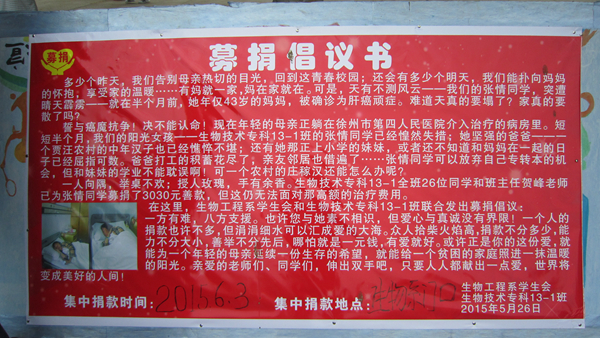 募捐
募捐倡议书
多少个昨天，我们告别母亲热切的目光，回到这青春校园；还会有多少个明天，我们能扑向妈妈
的怀抱，享受家的温暖……有妈就一家，妈在家就在。可是，天有不测风云——我们的张情同学，突遭
晴天霹雳——就在半个月前，她年仅43岁的妈妈，被确诊为肝癌顽症。难道天真的要塌了？家真的要
散了吗？
誓与癌魔抗争！决不能认命！现在年轻的母亲正躺在徐州市第四人民医院介入治疗的病房里。短
短半个月，我们的阳光女孩——生物技术专科13-1班的张情同学已经憔然失措；她坚强的爸爸——一
个贾汪农村的中年汉子也已经憔悴不堪；还有她那正上小学的妹妹，或者还不知道和妈妈在一起的日
子已经屈指可数。爸爸打工的积蓄花尽了，亲友邻居也借遍了……张情同学可以放弃自己专转本的机
会，但和妹妹的学业不能耽误啊！可一个农村的庄稼汉还能怎么办呢？
一人向隅，举桌不欢；授人玫瑰，手有余香。生物技术专科13-1全班26位同学和班主任贺峰老师
已为张情同学募捐了3030元善款，但这仍无法面对那高额的治疗费用。
在这里，生物工程系学生会和生物技术专科13-1班联合发出募捐倡议：
一方有难，八方支援。也许您与她素不相识，但爱心与真诚没有界限！一个人的
捐款也许不多，但涓涓细水可以汇成爱的大海。众人拾柴火焰高，捐款不分多少，能
力不分大小，善举不分先后，哪怕就是一元钱，有爱就好。或许正是你的这份爱，就
能为一个年轻的母亲延续一份生存的希望，就能给一个贫困的家庭照进一抹温暖
的阳光。亲爱的老师们、同学们，伸出双手吧，只要人人都献出一点爱，世界将
变成美好的人间！
生物工程系学生会
生物技术专科13-1班
2015年5月26日
集中捐款时间：2015.6.3 集中捐款地点：生物系门口